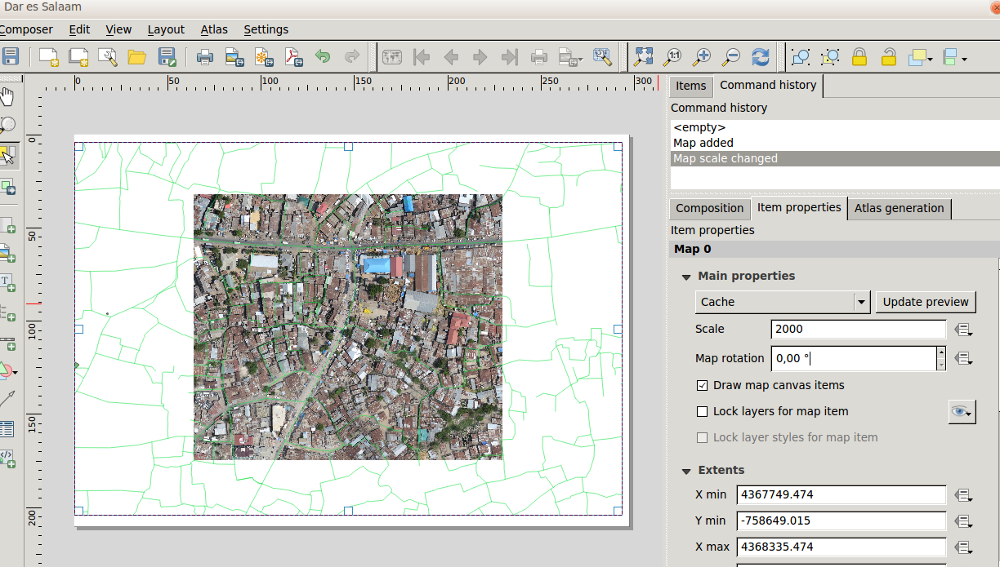 Dar es Salaam
Composer Edit View Layout Atlas Settings
1:1
0 50 100 150 200 250 300
0
50
100
150
200
T
Items Command history
Command history
<empty>
Map added
Map scale changed
Composition Item properties Atlas generation
Item properties
Map 0
Main properties
Cache Update preview
Scale 2000
Map rotation 0,00 °
Draw map canvas items
Lock layers for map item
Lock layer styles for map item
Extents
X min 4367749.474
Y min -758649.015
X max 4368335.474